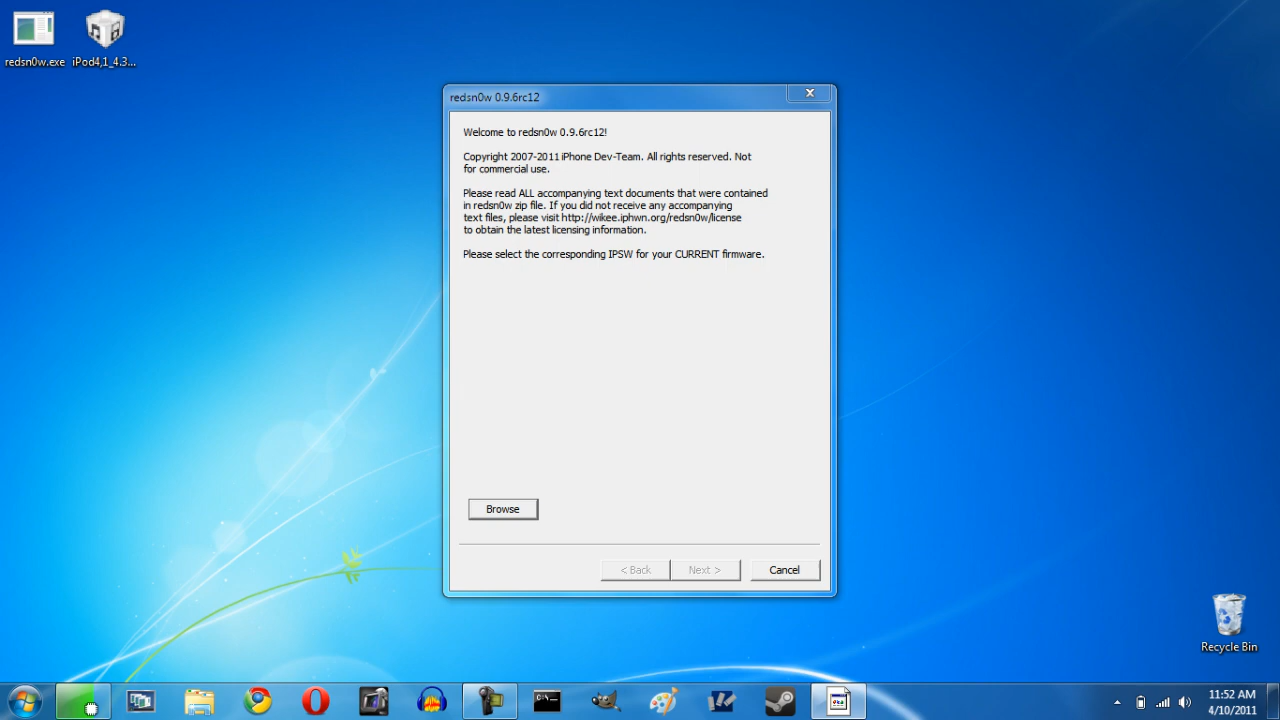 redsn0w.exe
iPod4,1_4.3...
redsn0w 0.9.6rc12
Welcome to redsn0w 0.9.6rc12!
Copyright 2007-2011 iPhone Dev-Team. All rights reserved. Not
for commercial use.
Please read ALL accompanying text documents that were contained
in redsn0w zip file. If you did not receive any accompanying
text files, please visit http://wikee.iphwn.org/redsn0w/license
to obtain the latest licensing information.
Please select the corresponding IPSW for your CURRENT firmware.
Browse
< Back
Next >
Cancel
Recycle Bin
11:52 AM
4/10/2011